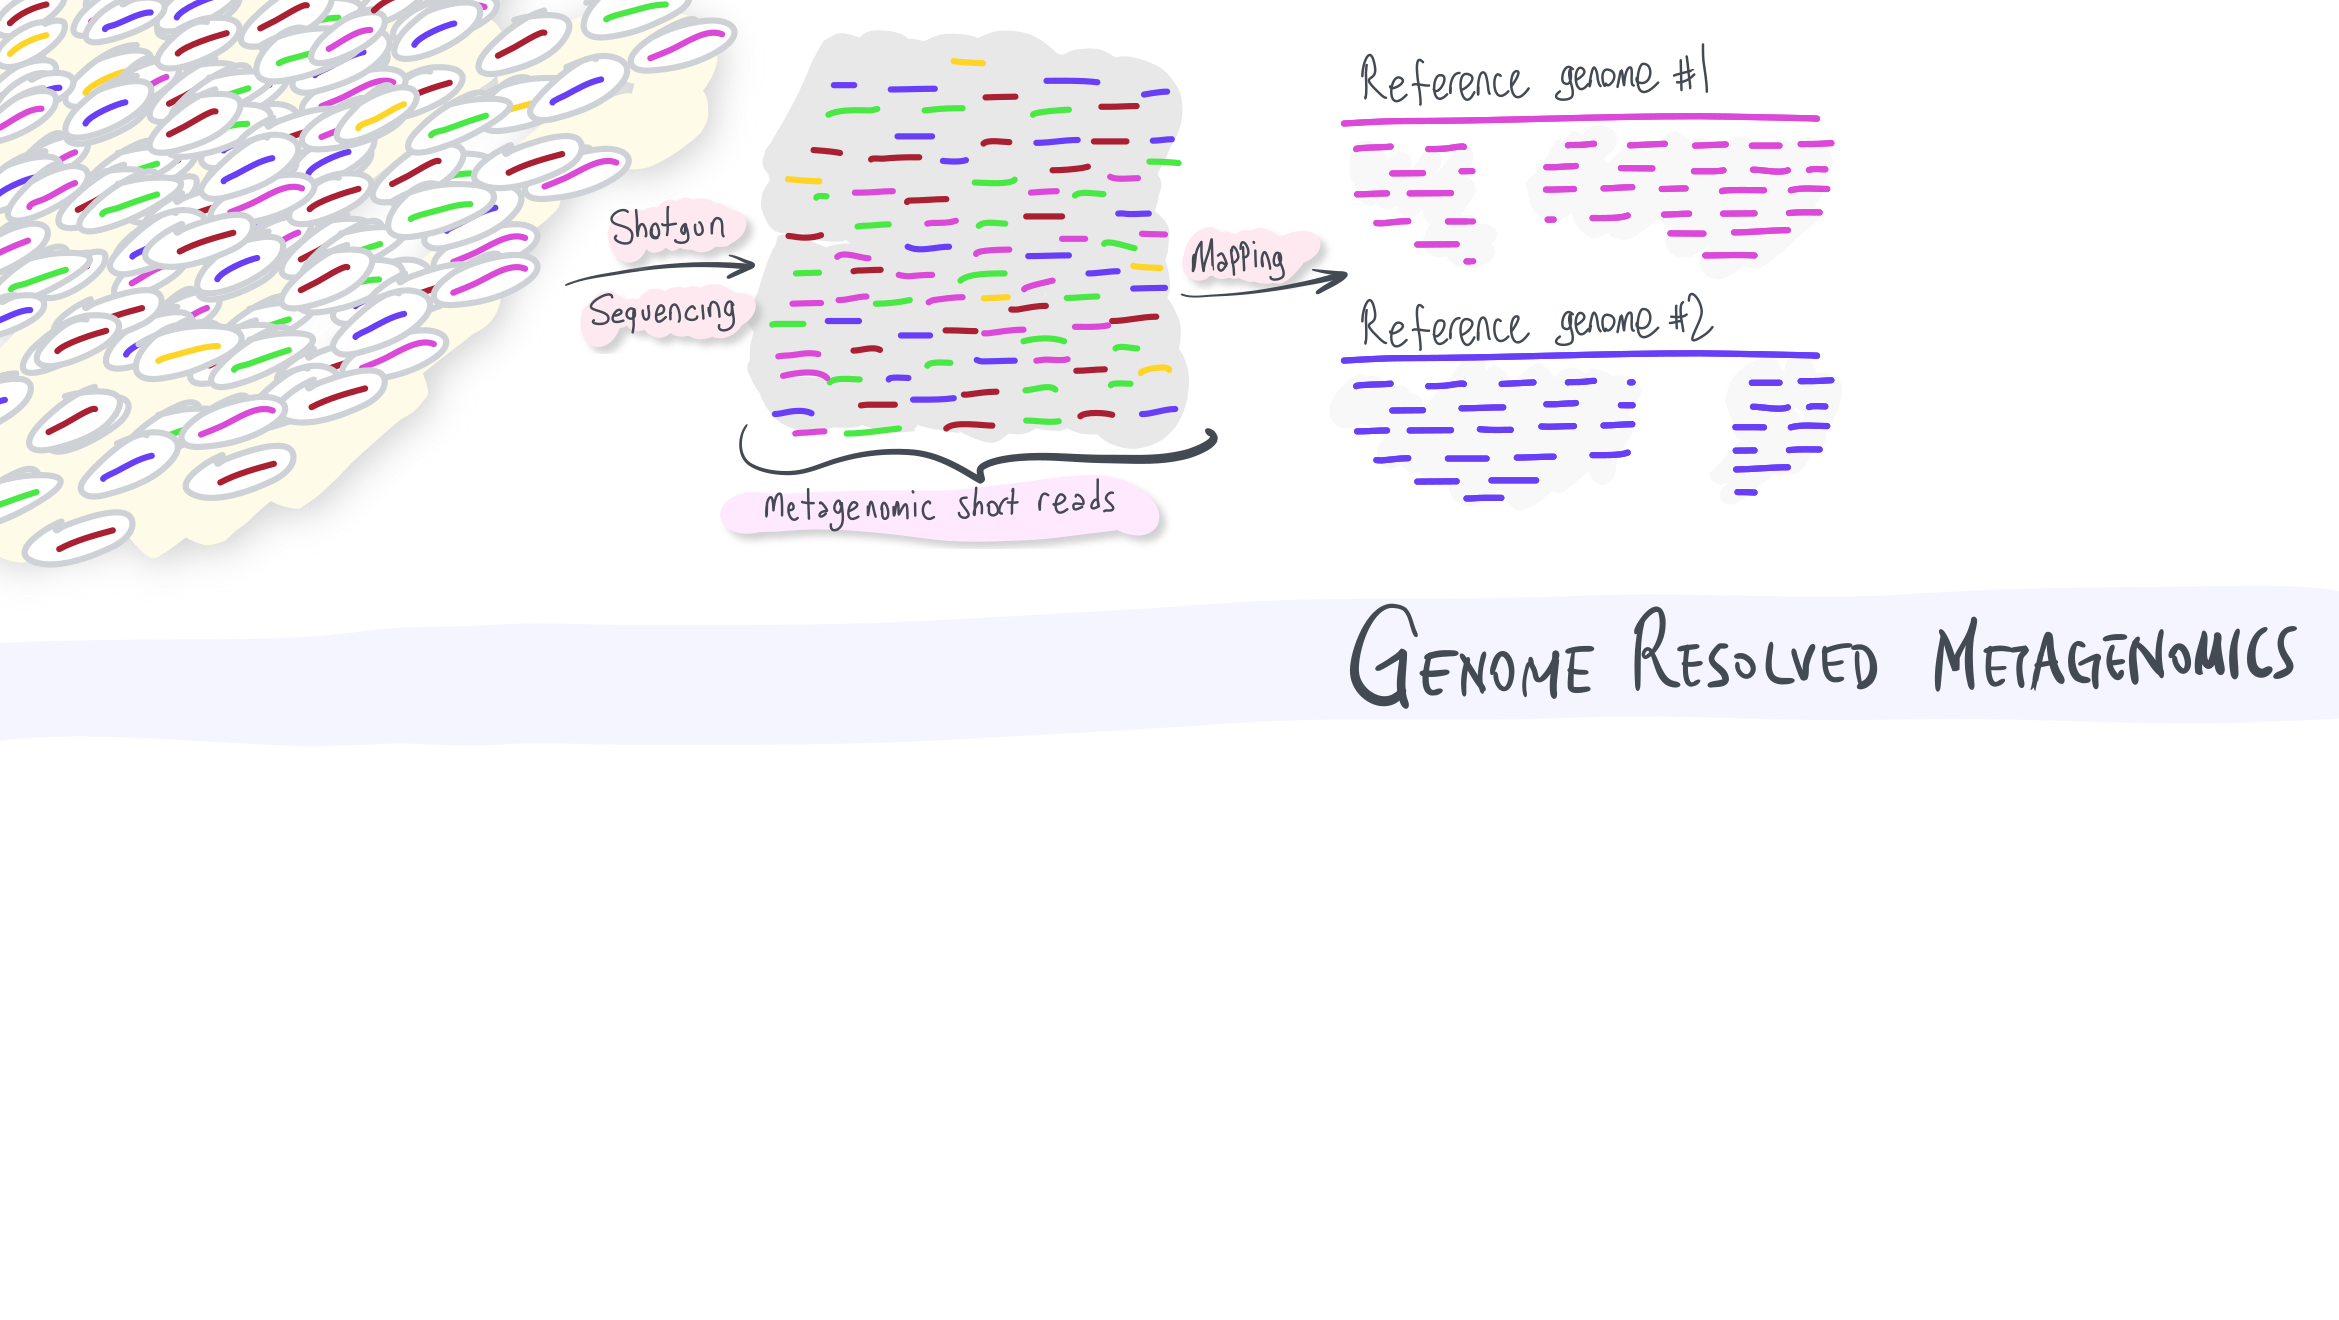 Shotgun
Sequencing
Metagenomic short reads
Mapping
Reference genome #1
Reference genome #2
GENOME RESOLVED METAGENOMICS